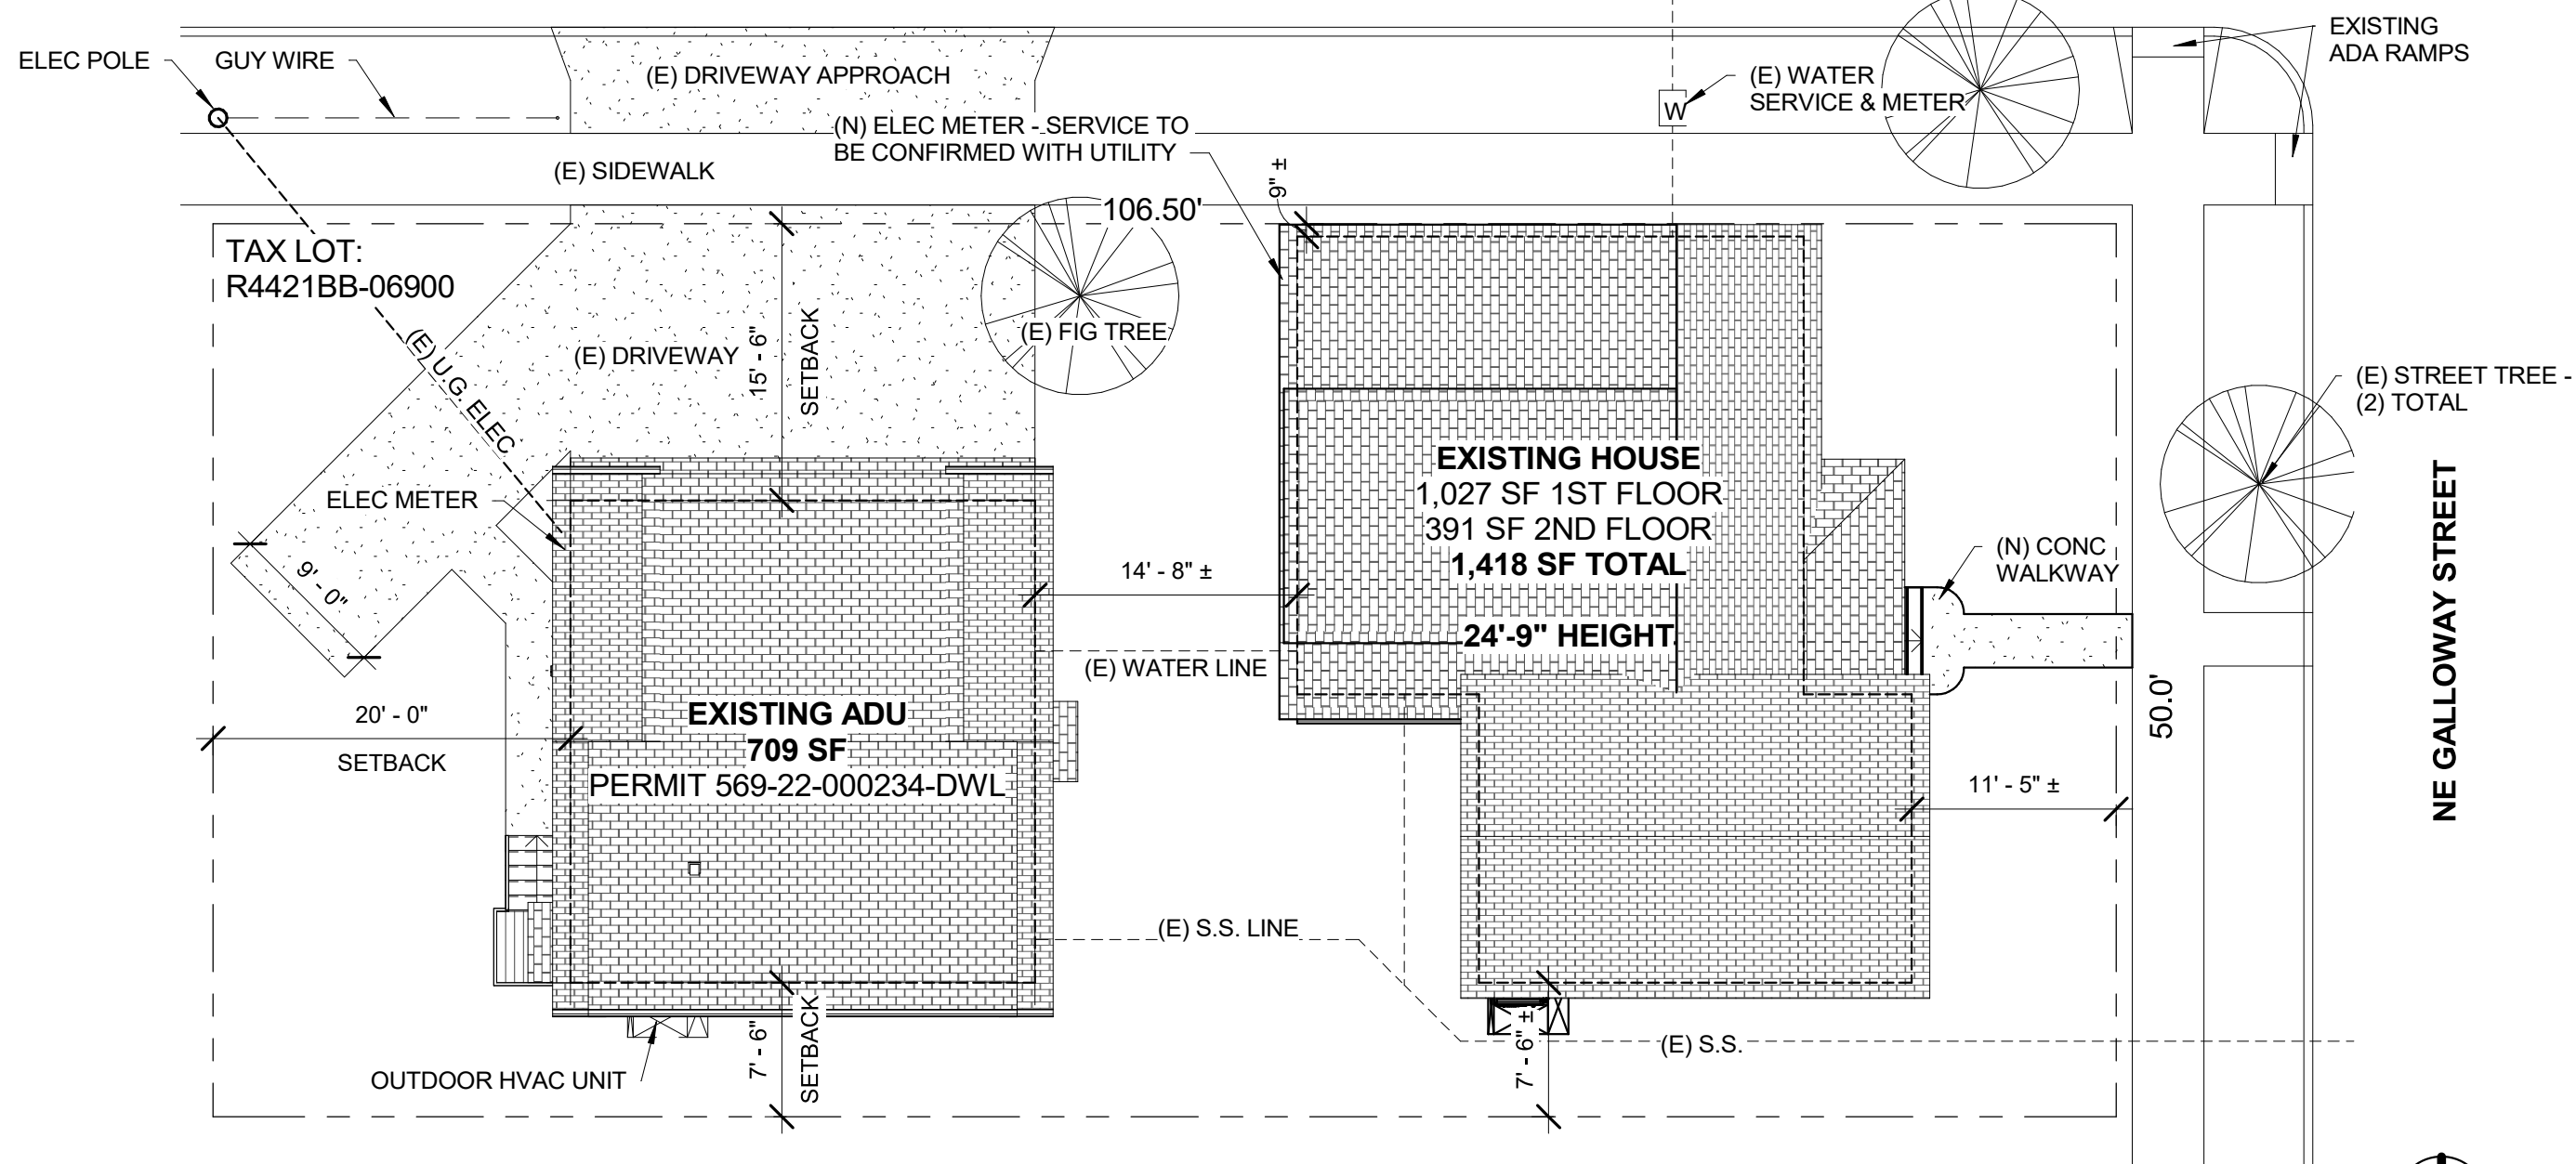 EXISTING
ADA RAMPS
ELEC POLE
GUY WIRE
(E) DRIVEWAY APPROACH
(E) WATER
SERVICE & METER
W
(N) ELEC METER - SERVICE TO
BE CONFIRMED WITH UTILITY
(E) SIDEWALK
9" ±
106.50'
TAX LOT:
R4421BB-06900
(E) U.G. ELEC
(E) DRIVEWAY
15' - 6"
SETBACK
(E) FIG TREE
(E) STREET TREE -
(2) TOTAL
EXISTING HOUSE
1,027 SF 1ST FLOOR
391 SF 2ND FLOOR
1,418 SF TOTAL
24'-9" HEIGHT
ELEC METER
9' - 0"
14' - 8" ±
(N) CONC
WALKWAY
NE GALLOWAY STREET
(E) WATER LINE
50.0'
20' - 0"
SETBACK
EXISTING ADU
709 SF
PERMIT 569-22-000234-DWL
11' - 5" ±
(E) S.S. LINE
7' - 6"
SETBACK
7' - 6" ±
(E) S.S.
OUTDOOR HVAC UNIT